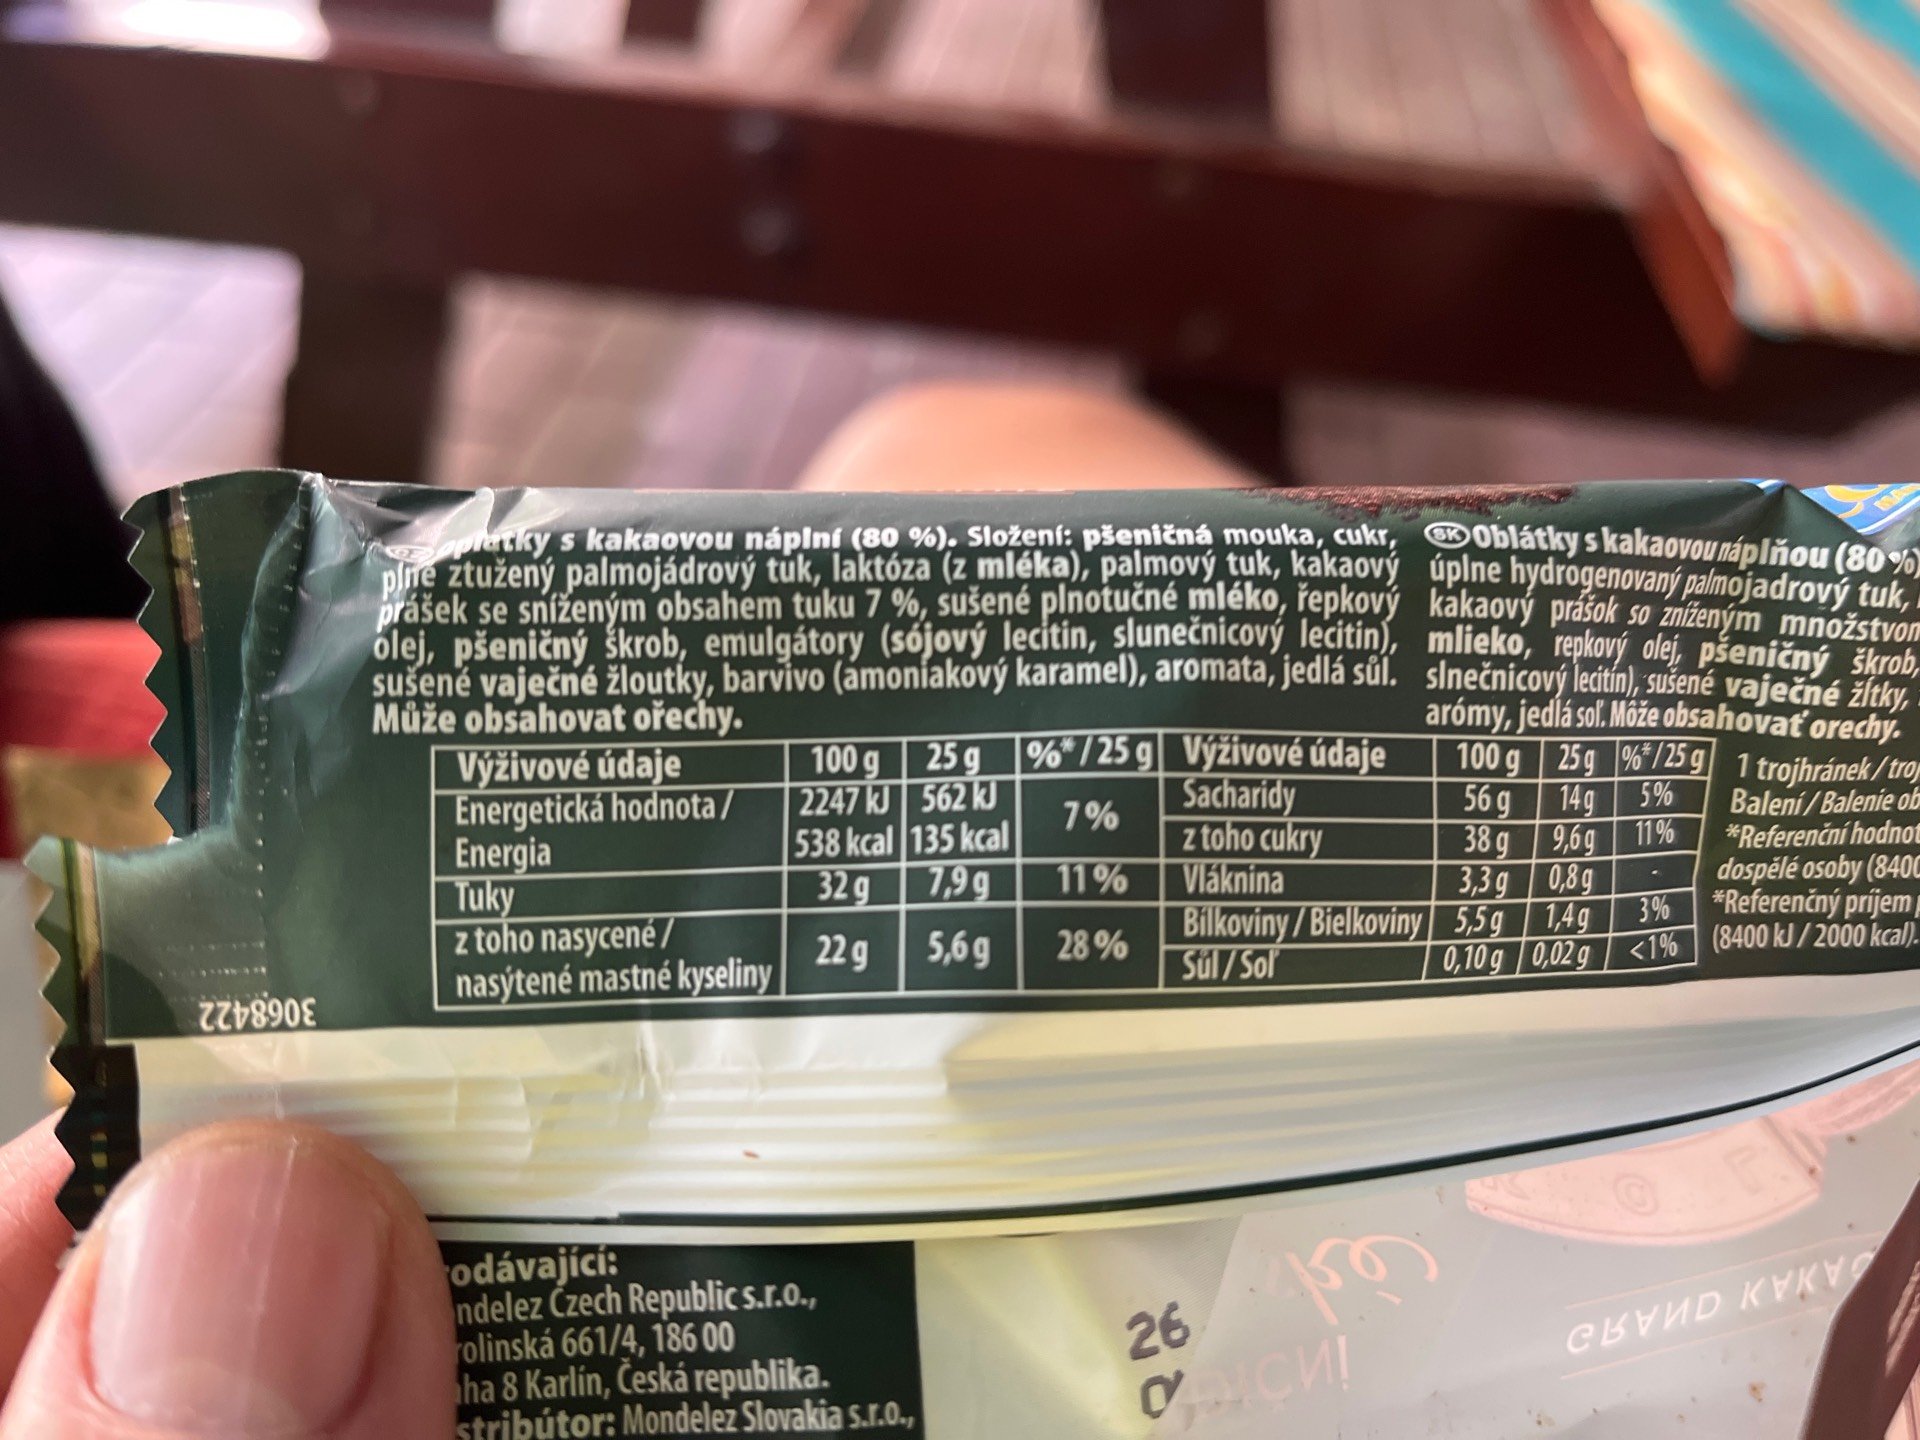 CZ Oplatky s kakaovou náplní (80 %). Složení: pšeničná mouka, cukr,
plně ztužený palmojádrový tuk, laktóza (z mléka), palmový tuk, kakaový
prášek se sníženým obsahem tuku 7 %, sušené plnotučné mléko, řepkový
olej, pšeničný škrob, emulgátory (sójový lecitin, slunečnicový lecitin),
sušené vaječné žloutky, barvivo (amoniakový karamel), aromata, jedlá sůl.
Může obsahovat ořechy.
SK Oblátky s kakaovou náplňou (80 %)
úplne hydrogenovaný palmojadrový tuk,
kakaový prášok so zníženým množstvom
mlieko, repkový olej, pšeničný škrob,
slnečnicový lecitín), sušené vaječné žĺtky,
arómy, jedlá soľ. Môže obsahovať orechy.
Výživové údaje 100 g 25 g %* / 25 g
Energetická hodnota / 2247 kJ 562 kJ 7 %
Energia 538 kcal 135 kcal
Tuky 32 g 7,9 g 11 %
z toho nasycené /
nasýtené mastné kyseliny 22 g 5,6 g 28 %
Výživové údaje 100 g 25 g %* / 25 g
Sacharidy 56 g 14 g 5 %
z toho cukry 38 g 9,6 g 11 %
Vláknina 3,3 g 0,8 g -
Bílkoviny / Bielkoviny 5,5 g 1,4 g 3 %
Sůl / Soľ 0,10 g 0,02 g <1 %
1 trojhránek / troj
Balení / Balenie ob
*Referenční hodnot
dospělé osoby (8400
*Referenčný príjem
(8400 kJ / 2000 kcal).
3068422
odávající:
ndelez Czech Republic s.r.o.,
rolinská 661/4, 186 00
ha 8 Karlín, Česká republika.
stribútor: Mondelez Slovakia s.r.o.,
26
GRAND KAKAO